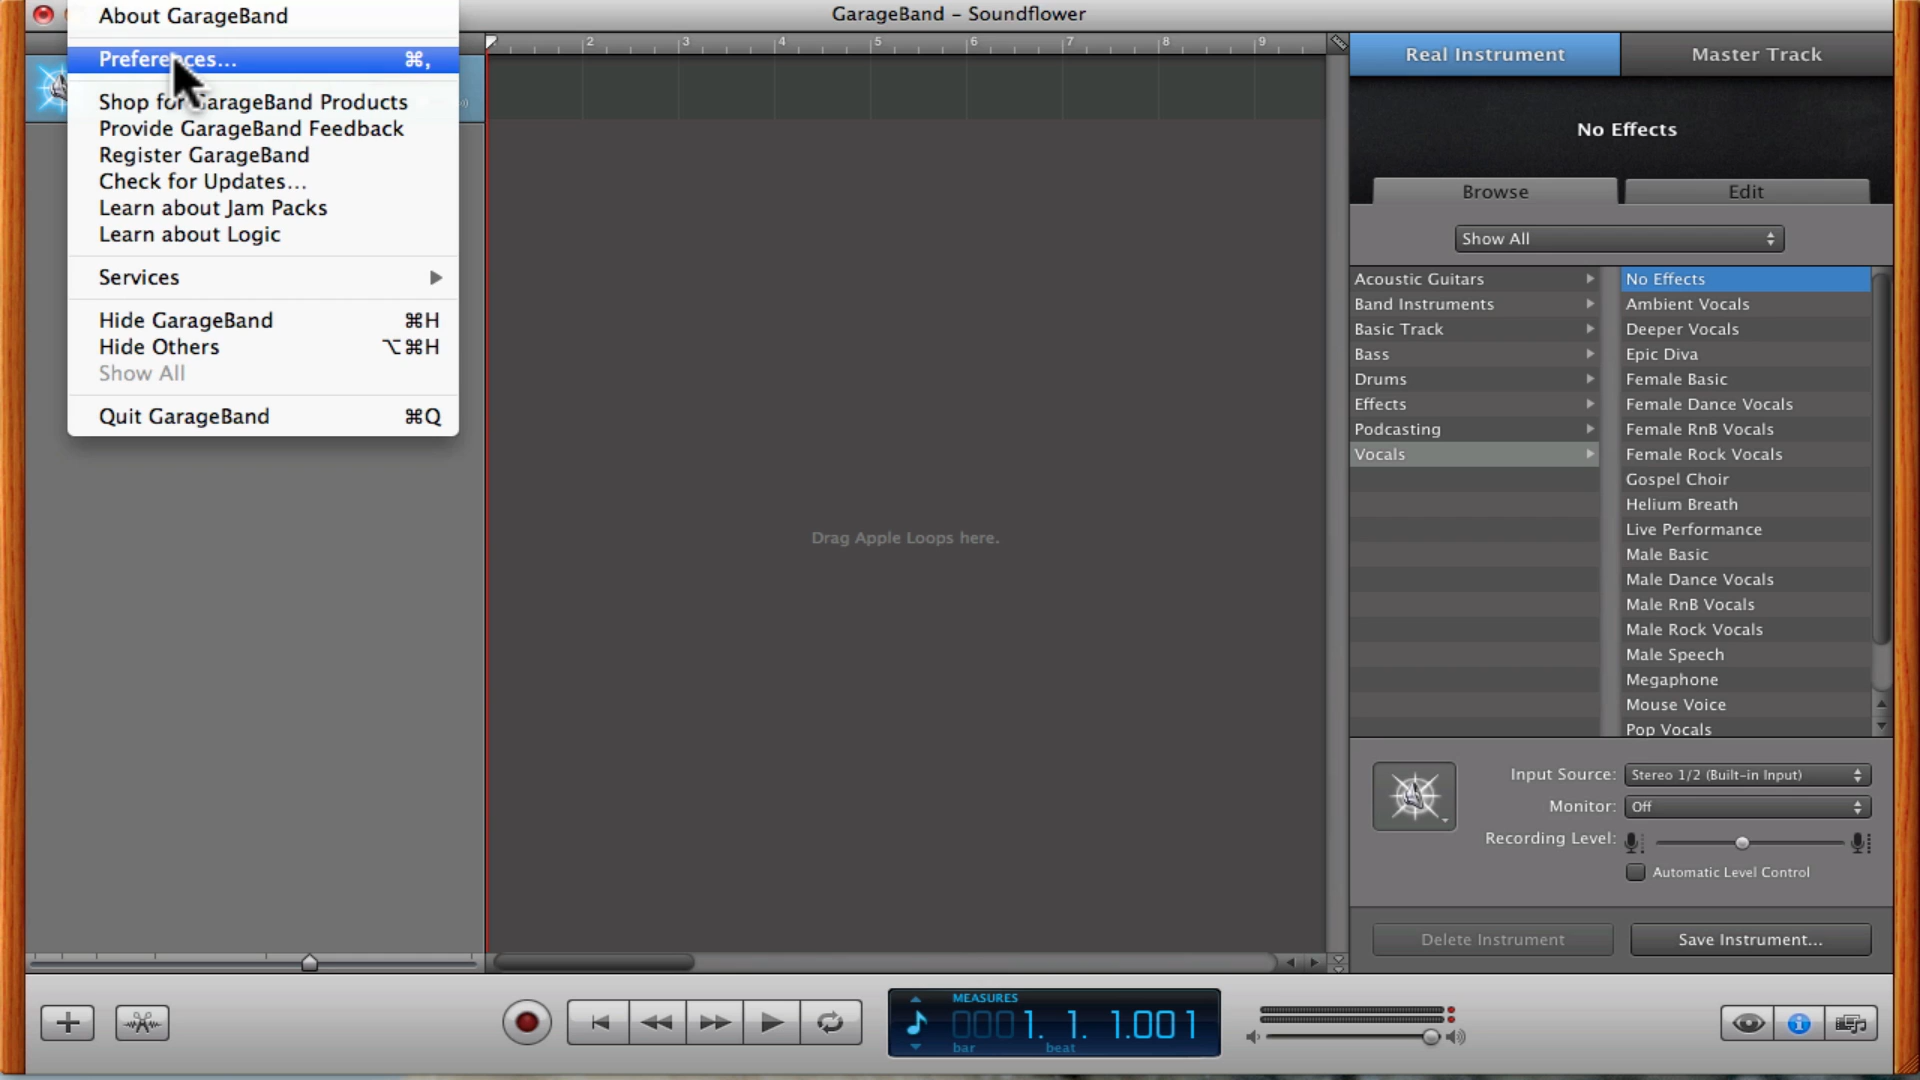 About GarageBand
GarageBand – Soundflower
Preferences... ⌘,
Shop for GarageBand Products
Provide GarageBand Feedback
Register GarageBand
Check for Updates...
Learn about Jam Packs
Learn about Logic
Services
Hide GarageBand ⌘H
Hide Others ⌥⌘H
Show All
Quit GarageBand ⌘Q
2 3 4 5 6 7 8 9
Drag Apple Loops here.
Real Instrument Master Track
No Effects
Browse Edit
Show All
Acoustic Guitars
Band Instruments
Basic Track
Bass
Drums
Effects
Podcasting
Vocals
No Effects
Ambient Vocals
Deeper Vocals
Epic Diva
Female Basic
Female Dance Vocals
Female RnB Vocals
Female Rock Vocals
Gospel Choir
Helium Breath
Live Performance
Male Basic
Male Dance Vocals
Male RnB Vocals
Male Rock Vocals
Male Speech
Megaphone
Mouse Voice
Pop Vocals
Input Source: Stereo 1/2 (Built-in Input)
Monitor: Off
Recording Level:
Automatic Level Control
Delete Instrument Save Instrument...
MEASURES
0001. 1. 1.001
bar beat